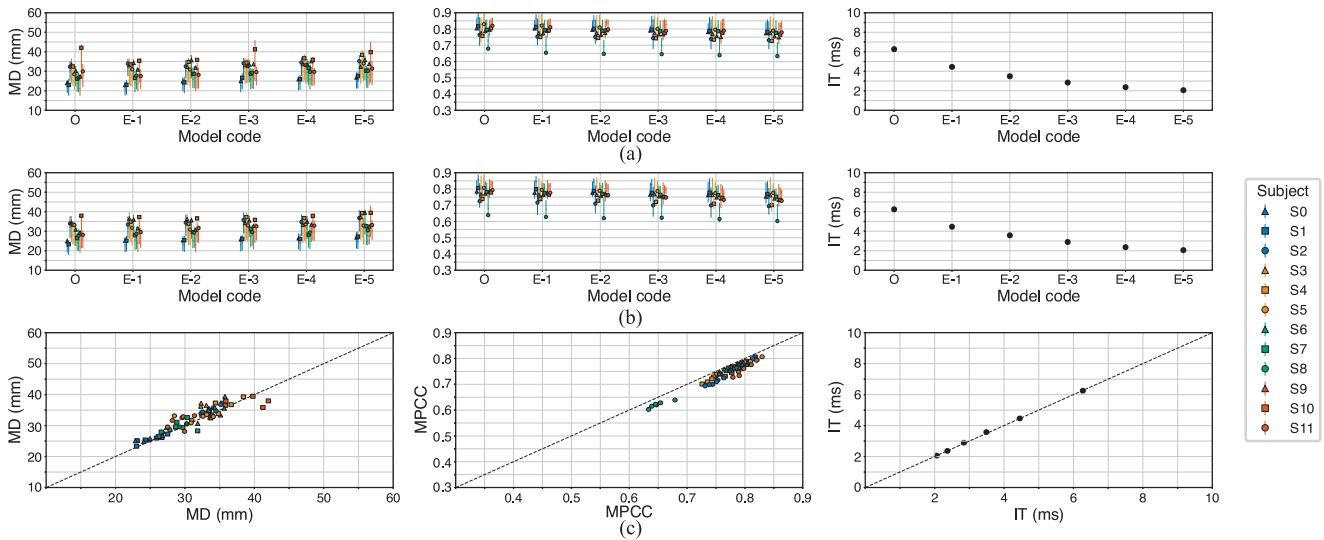 60
50
40
30
20
10
MD (mm)
O E-1 E-2 E-3 E-4 E-5
Model code
0.9
0.8
0.7
0.6
0.5
0.4
0.3
O E-1 E-2 E-3 E-4 E-5
Model code
10
8
6
4
2
0
IT (ms)
O E-1 E-2 E-3 E-4 E-5
Model code
(a)
60
50
40
30
20
10
MD (mm)
O E-1 E-2 E-3 E-4 E-5
Model code
0.9
0.8
0.7
0.6
0.5
0.4
0.3
O E-1 E-2 E-3 E-4 E-5
Model code
10
8
6
4
2
0
IT (ms)
O E-1 E-2 E-3 E-4 E-5
Model code
(b)
60
50
40
30
20
10
MD (mm)
20 30 40 50 60
MD (mm)
0.9
0.8
0.7
0.6
0.5
0.4
0.3
MPCC
0.4 0.5 0.6 0.7 0.8 0.9
MPCC
10
8
6
4
2
0
IT (ms)
2 4 6 8 10
IT (ms)
(c)
Subject
S0
S1
S2
S3
S4
S5
S6
S7
S8
S9
S10
S11